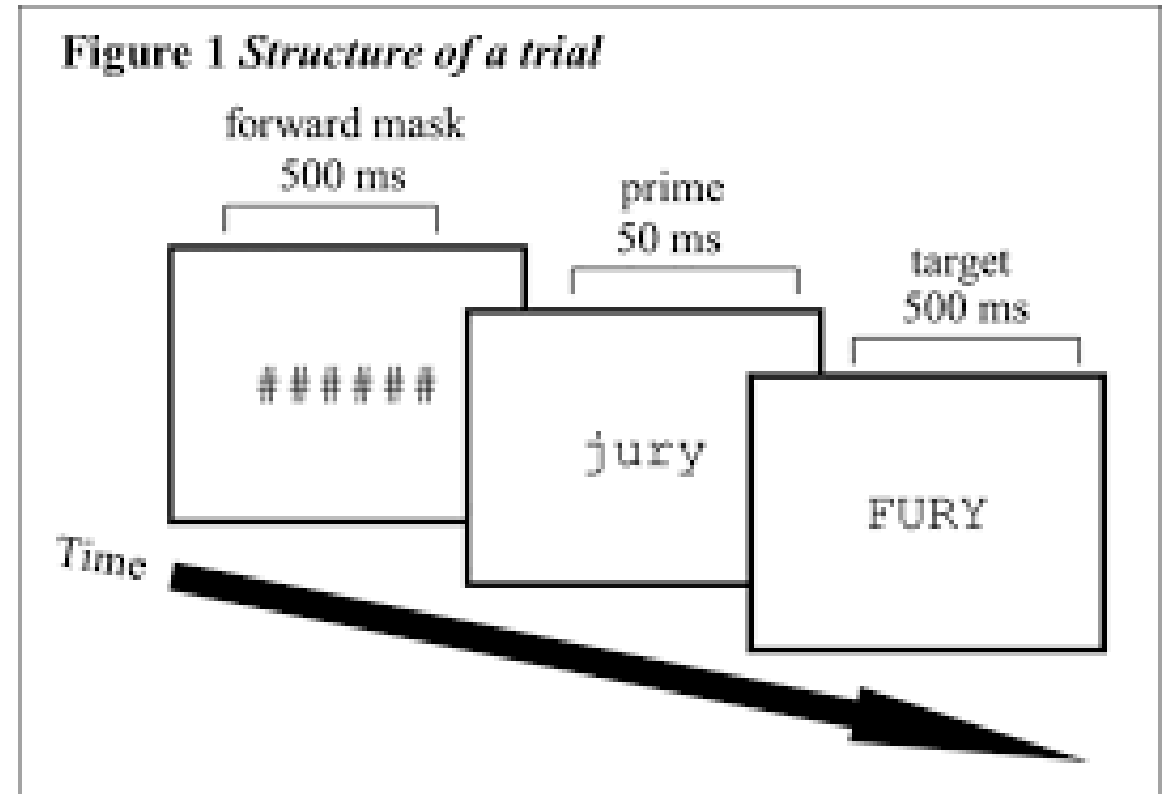 Figure 1 Structure of a trial
forward mask
500 ms
prime
50 ms
target
500 ms
######
jury
FURY
Time